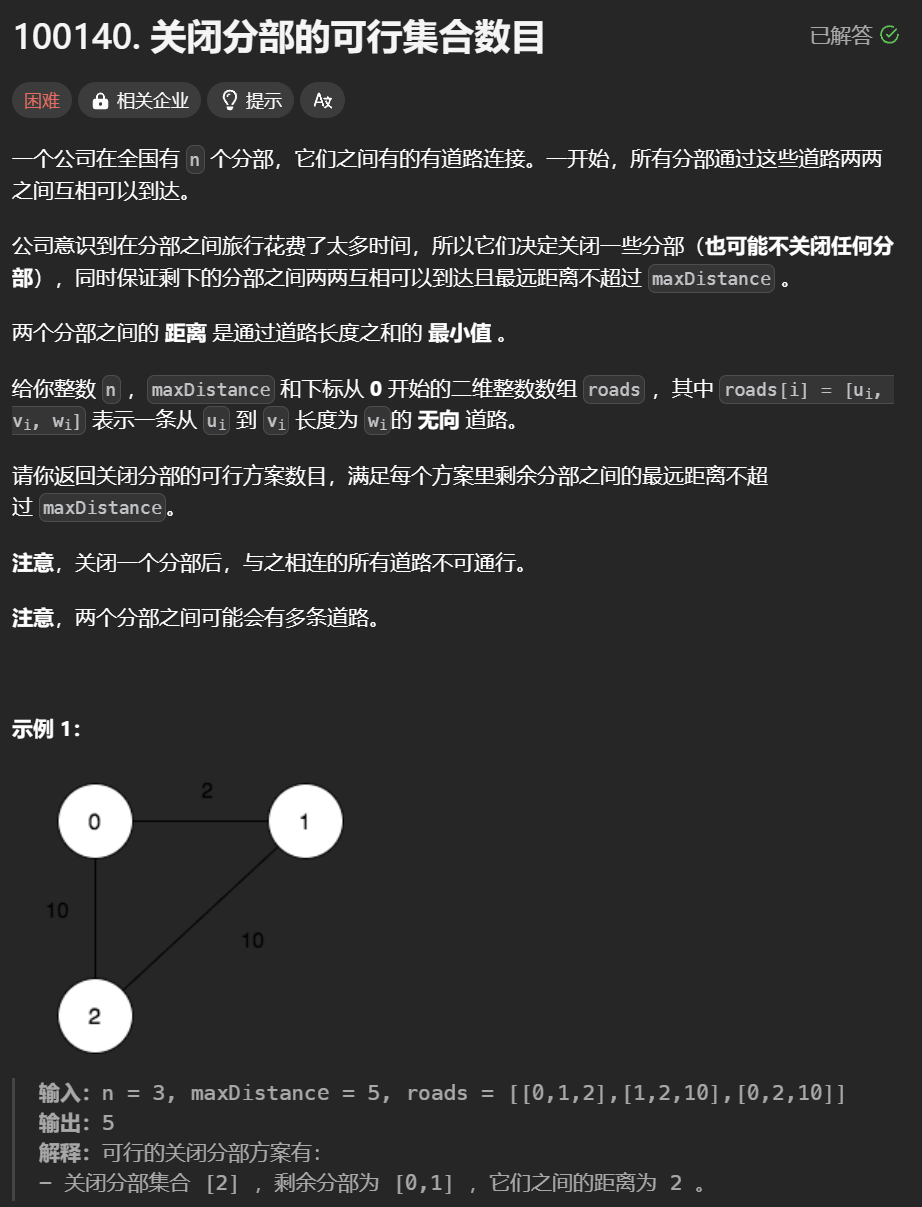 100140. 关闭分部的可行集合数目
已解答
困难 相关企业 提示
一个公司在全国有 n 个分部，它们之间有的有道路连接。一开始，所有分部通过这些道路两两
之间互相可以到达。
公司意识到在分部之间旅行花费了太多时间，所以它们决定关闭一些分部（也可能不关闭任何分
部），同时保证剩下的分部之间两两互相可以到达且最远距离不超过 maxDistance 。
两个分部之间的 距离 是通过道路长度之和的 最小值 。
给你整数 n ，maxDistance 和下标从 0 开始的二维整数数组 roads ，其中 roads[i] = [ui,
vi, wi] 表示一条从 ui 到 vi 长度为 wi的 无向 道路。
请你返回关闭分部的可行方案数目，满足每个方案里剩余分部之间的最远距离不超
过 maxDistance。
注意，关闭一个分部后，与之相连的所有道路不可通行。
注意，两个分部之间可能会有多条道路。
示例 1：
2
0 1
10
10
2
输入：n = 3, maxDistance = 5, roads = [[0,1,2],[1,2,10],[0,2,10]]
输出：5
解释：可行的关闭分部方案有：
- 关闭分部集合 [2] ，剩余分部为 [0,1] ，它们之间的距离为 2 。